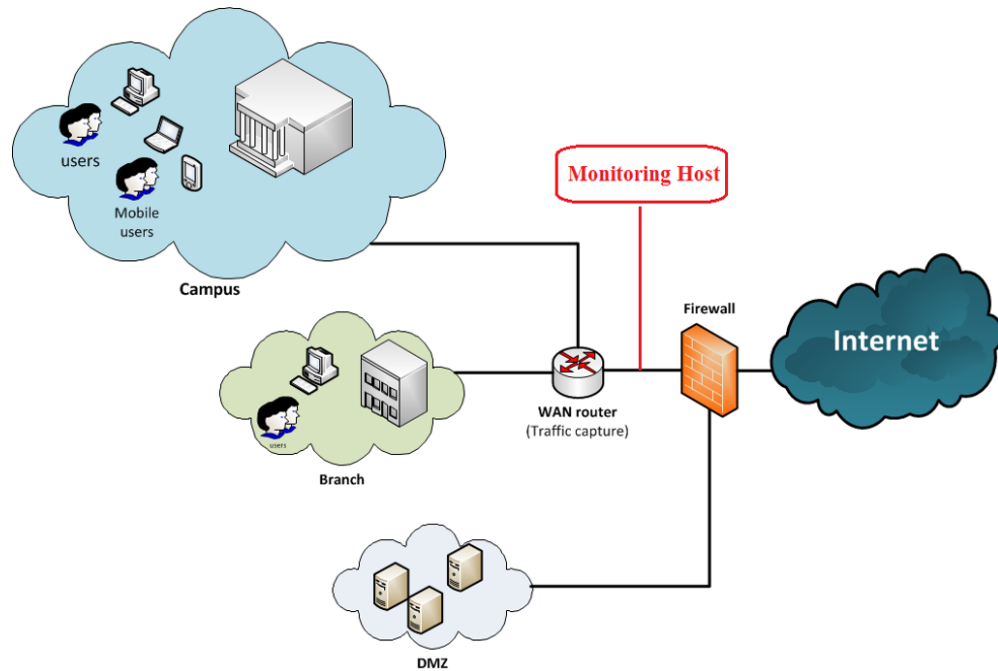 users
Mobile
users
Campus
Monitoring Host
Firewall
Internet
WAN router
(Traffic capture)
users
Branch
DMZ